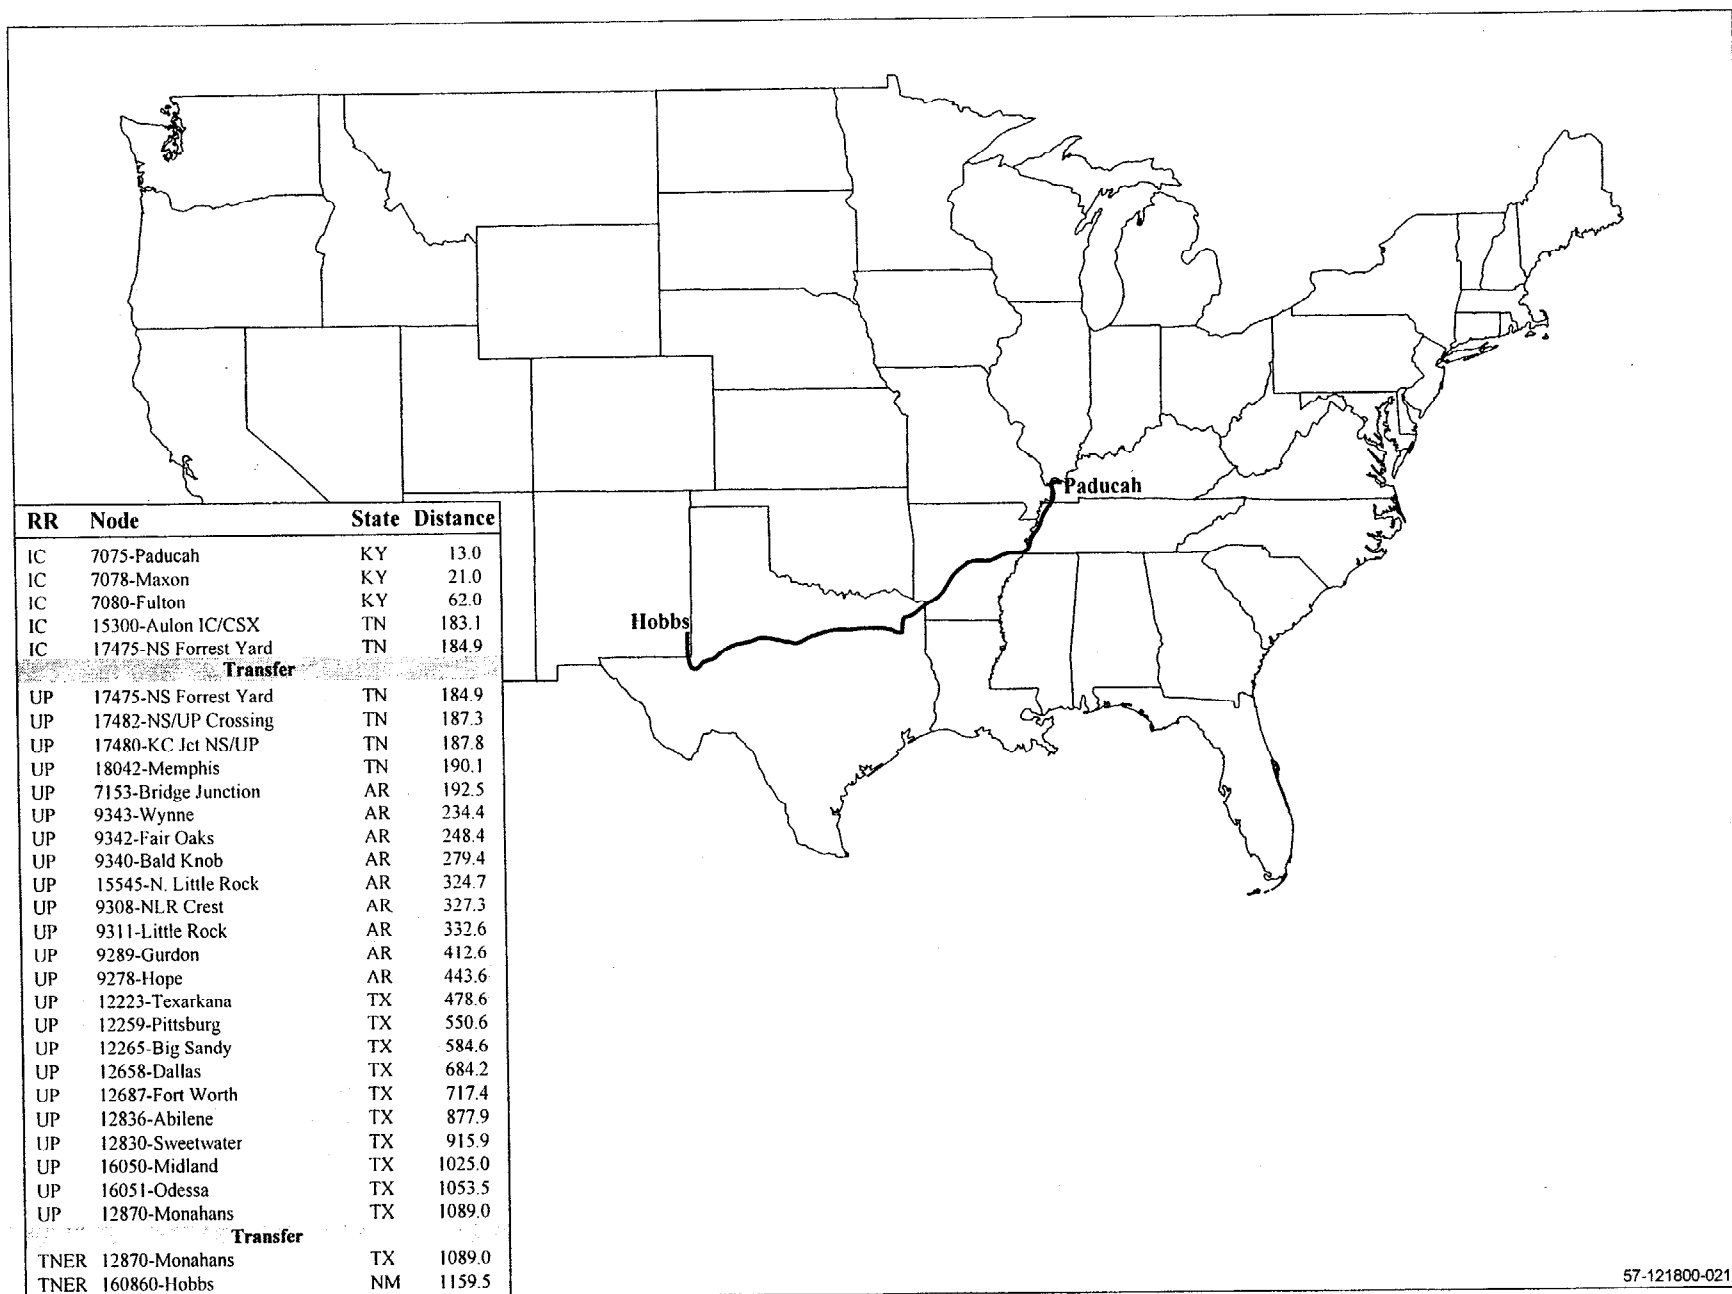 Paducah
Hobbs
RR Node State Distance
IC 7075-Paducah KY 13.0
IC 7078-Maxon KY 21.0
IC 7080-Fulton KY 62.0
IC 15300-Aulon IC/CSX TN 183.1
IC 17475-NS Forrest Yard TN 184.9
Transfer
UP 17475-NS Forrest Yard TN 184.9
UP 17482-NS/UP Crossing TN 187.3
UP 17480-KC Jct NS/UP TN 187.8
UP 18042-Memphis TN 190.1
UP 7153-Bridge Junction AR 192.5
UP 9343-Wynne AR 234.4
UP 9342-Fair Oaks AR 248.4
UP 9340-Bald Knob AR 279.4
UP 15545-N. Little Rock AR 324.7
UP 9308-NLR Crest AR 327.3
UP 9311-Little Rock AR 332.6
UP 9289-Gurdon AR 412.6
UP 9278-Hope AR 443.6
UP 12223-Texarkana TX 478.6
UP 12259-Pittsburg TX 550.6
UP 12265-Big Sandy TX 584.6
UP 12658-Dallas TX 684.2
UP 12687-Fort Worth TX 717.4
UP 12836-Abilene TX 877.9
UP 12830-Sweetwater TX 915.9
UP 16050-Midland TX 1025.0
UP 16051-Odessa TX 1053.5
UP 12870-Monahans TX 1089.0
Transfer
TNER 12870-Monahans TX 1089.0
TNER 160860-Hobbs NM 1159.5
57-121800-021